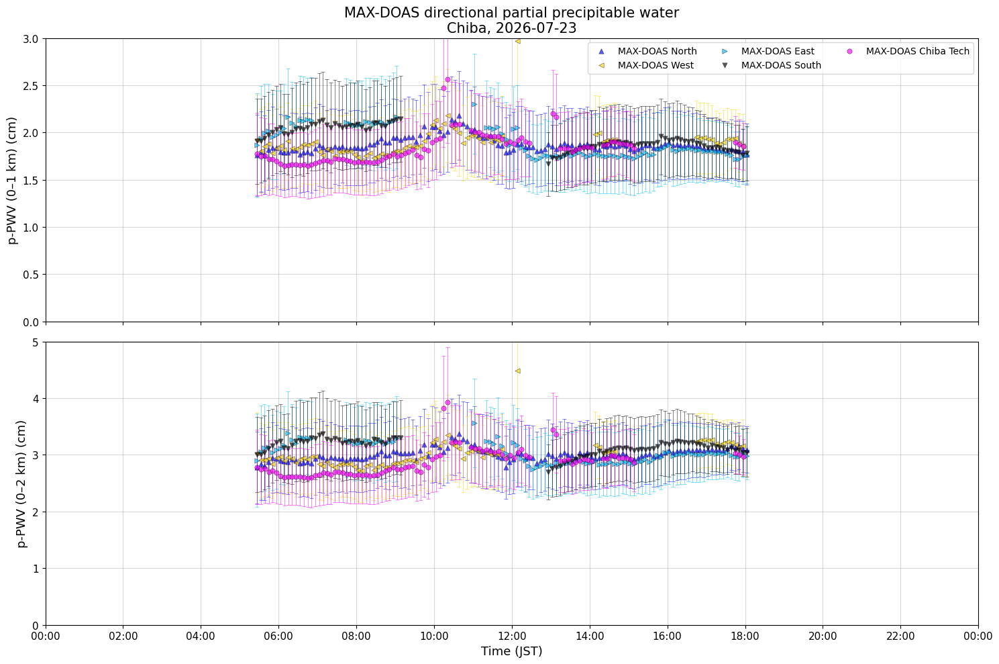 MAX-DOAS directional partial precipitable water
Chiba, 2026-07-23
MAX-DOAS North
MAX-DOAS West
MAX-DOAS East
MAX-DOAS South
MAX-DOAS Chiba Tech
p-PWV (0–1 km) (cm)
3.0
2.5
2.0
1.5
1.0
0.5
0.0
p-PWV (0–2 km) (cm)
5
4
3
2
1
0
00:00 02:00 04:00 06:00 08:00 10:00 12:00 14:00 16:00 18:00 20:00 22:00 00:00
Time (JST)